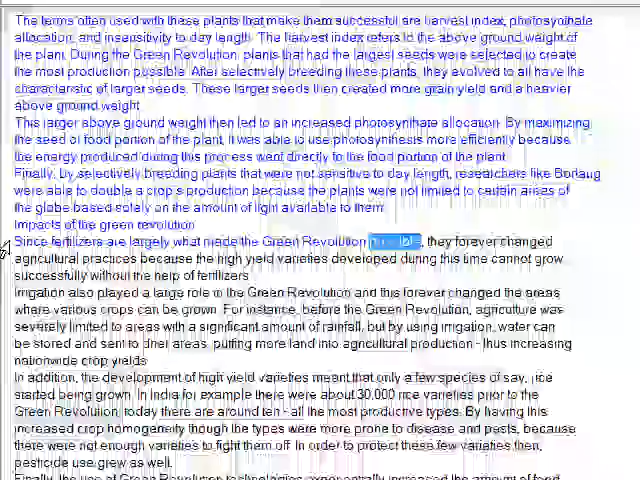 The terms often used with these plants that make them successful are harvest index, photosynthate
allocation, and insensitivity to day length. The harvest index refers to the above ground weight of
the plant. During the Green Revolution, plants that had the largest seeds were selected to create
the most production possible. After selectively breeding these plants, they evolved to all have the
characteristic of larger seeds. These larger seeds then created more grain yield and a heavier
above ground weight.
This larger above ground weight then led to an increased photosynthate allocation. By maximizing
the seed or food portion of the plant, it was able to use photosynthesis more efficiently because
the energy produced during this process went directly to the food portion of the plant.
Finally, by selectively breeding plants that were not sensitive to day length, researchers like Borlaug
were able to double a crop's production because the plants were not limited to certain areas of
the globe based solely on the amount of light available to them.
Impacts of the green revolution
Since fertilizers are largely what made the Green Revolution possible, they forever changed
agricultural practices because the high yield varieties developed during this time cannot grow
successfully without the help of fertilizers.
Irrigation also played a large role in the Green Revolution and this forever changed the areas
where various crops can be grown. For instance, before the Green Revolution, agriculture was
severely limited to areas with a significant amount of rainfall, but by using irrigation, water can
be stored and sent to drier areas, putting more land into agricultural production - thus increasing
nationwide crop yields.
In addition, the development of high yield varieties meant that only a few species of say, rice
started being grown. In India for example there were about 30,000 rice varieties prior to the
Green Revolution, today there are around ten - all the most productive types. By having this
increased crop homogeneity though the types were more prone to disease and pests, because
there were not enough varieties to fight them off. In order to protect these few varieties then,
pesticide use grew as well.
Finally, the use of Green Revolution technologies exponentially increased the amount of food